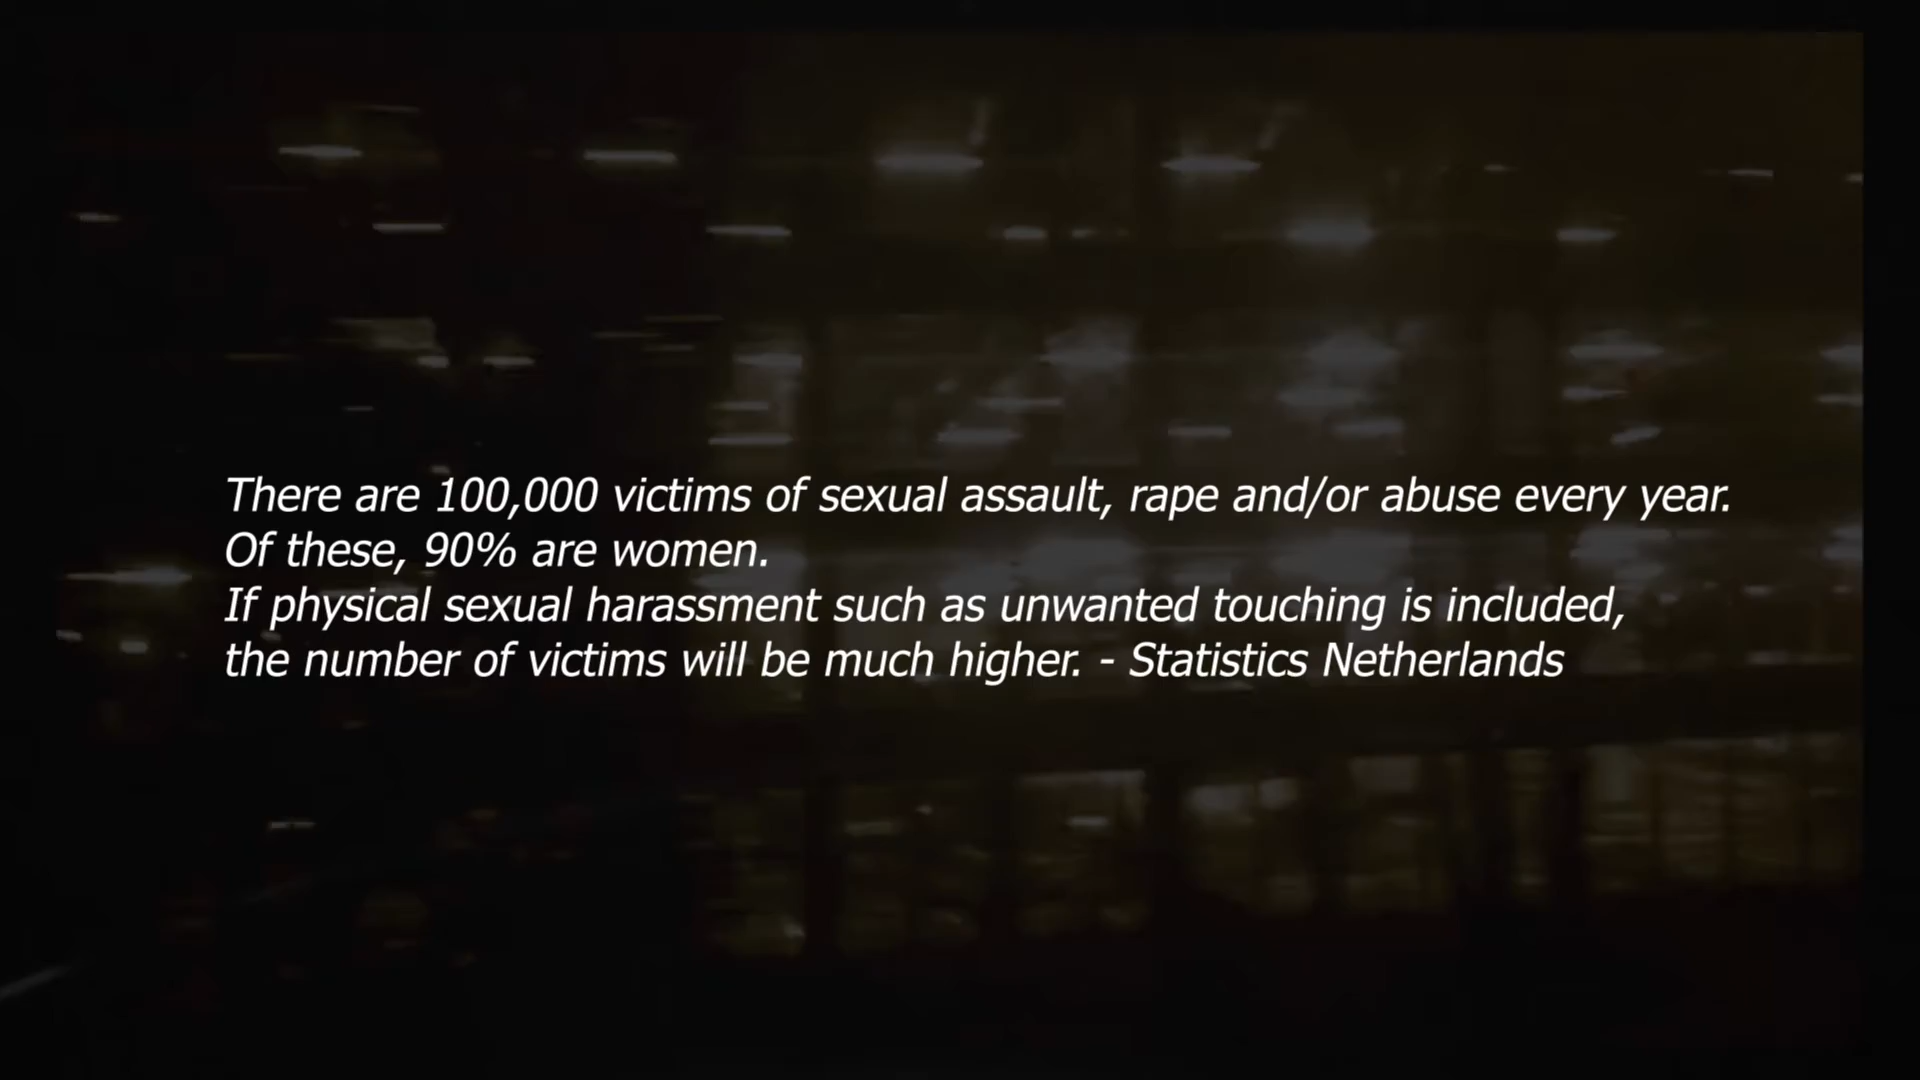 There are 100,000 victims of sexual assault, rape and/or abuse every year.
Of these, 90% are women.
If physical sexual harassment such as unwanted touching is included,
the number of victims will be much higher. - Statistics Netherlands